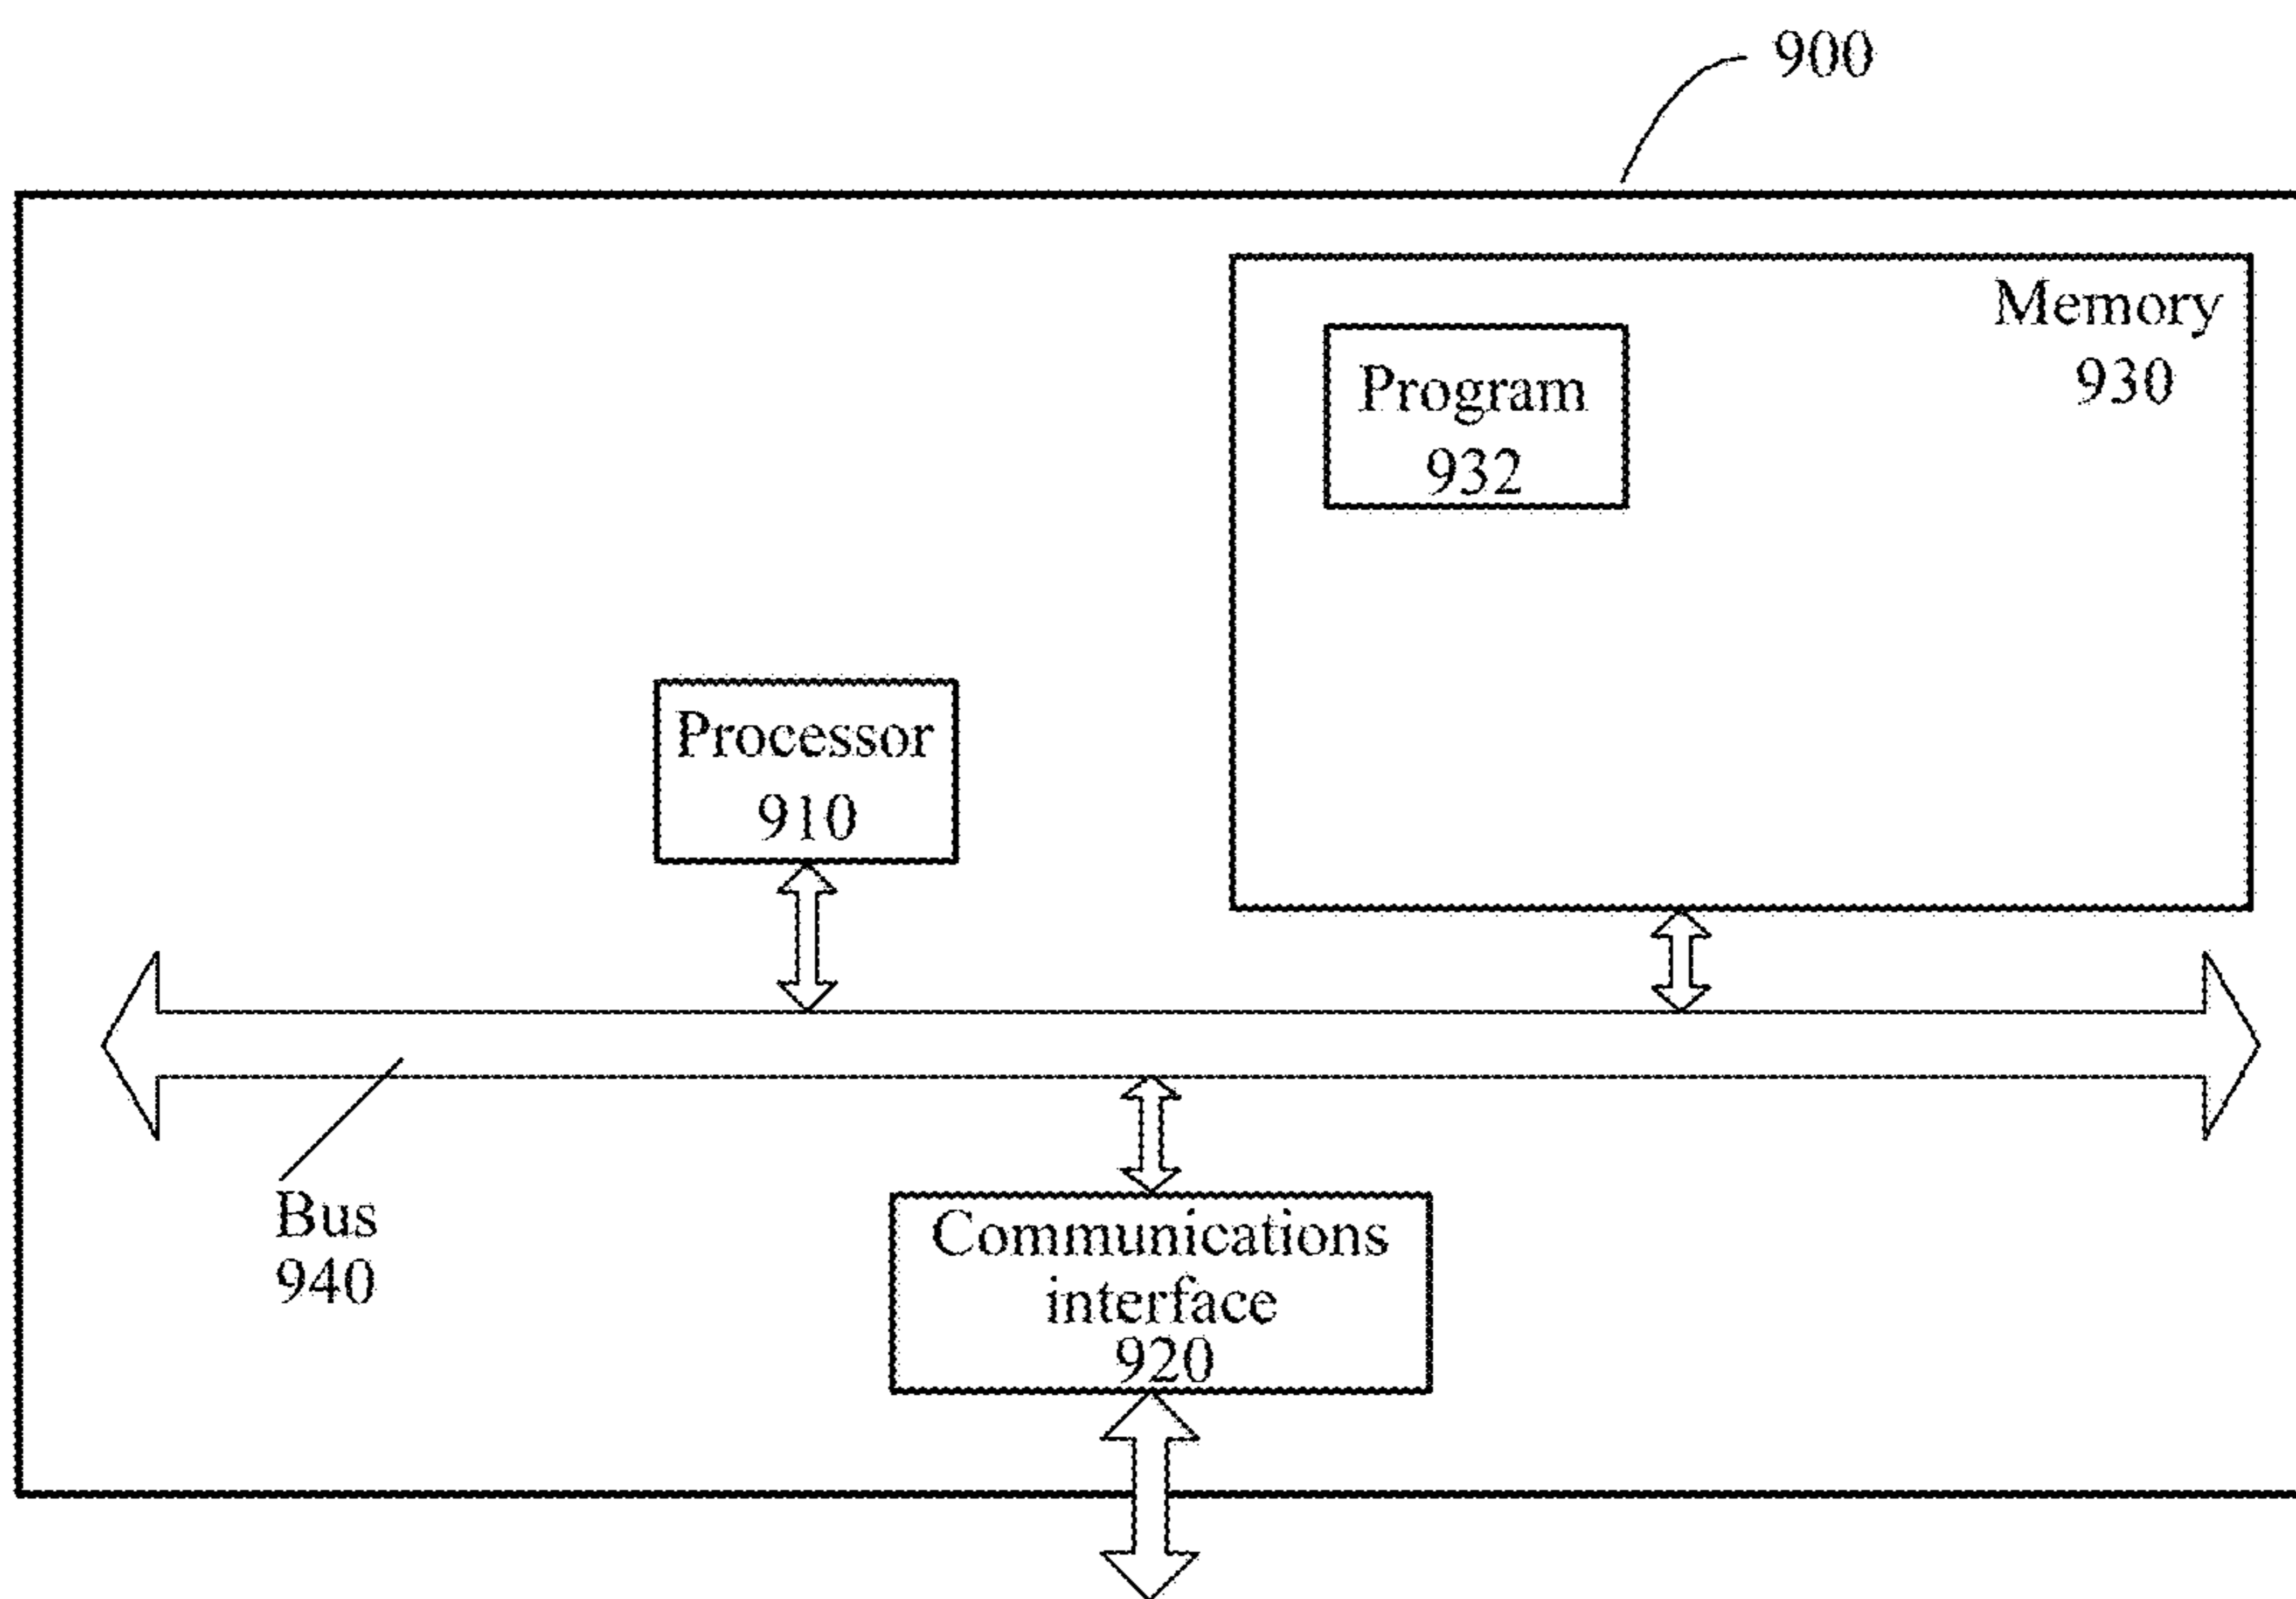 900
Memory
930
Program
932
Processor
910
Bus
940
Communications
interface
920